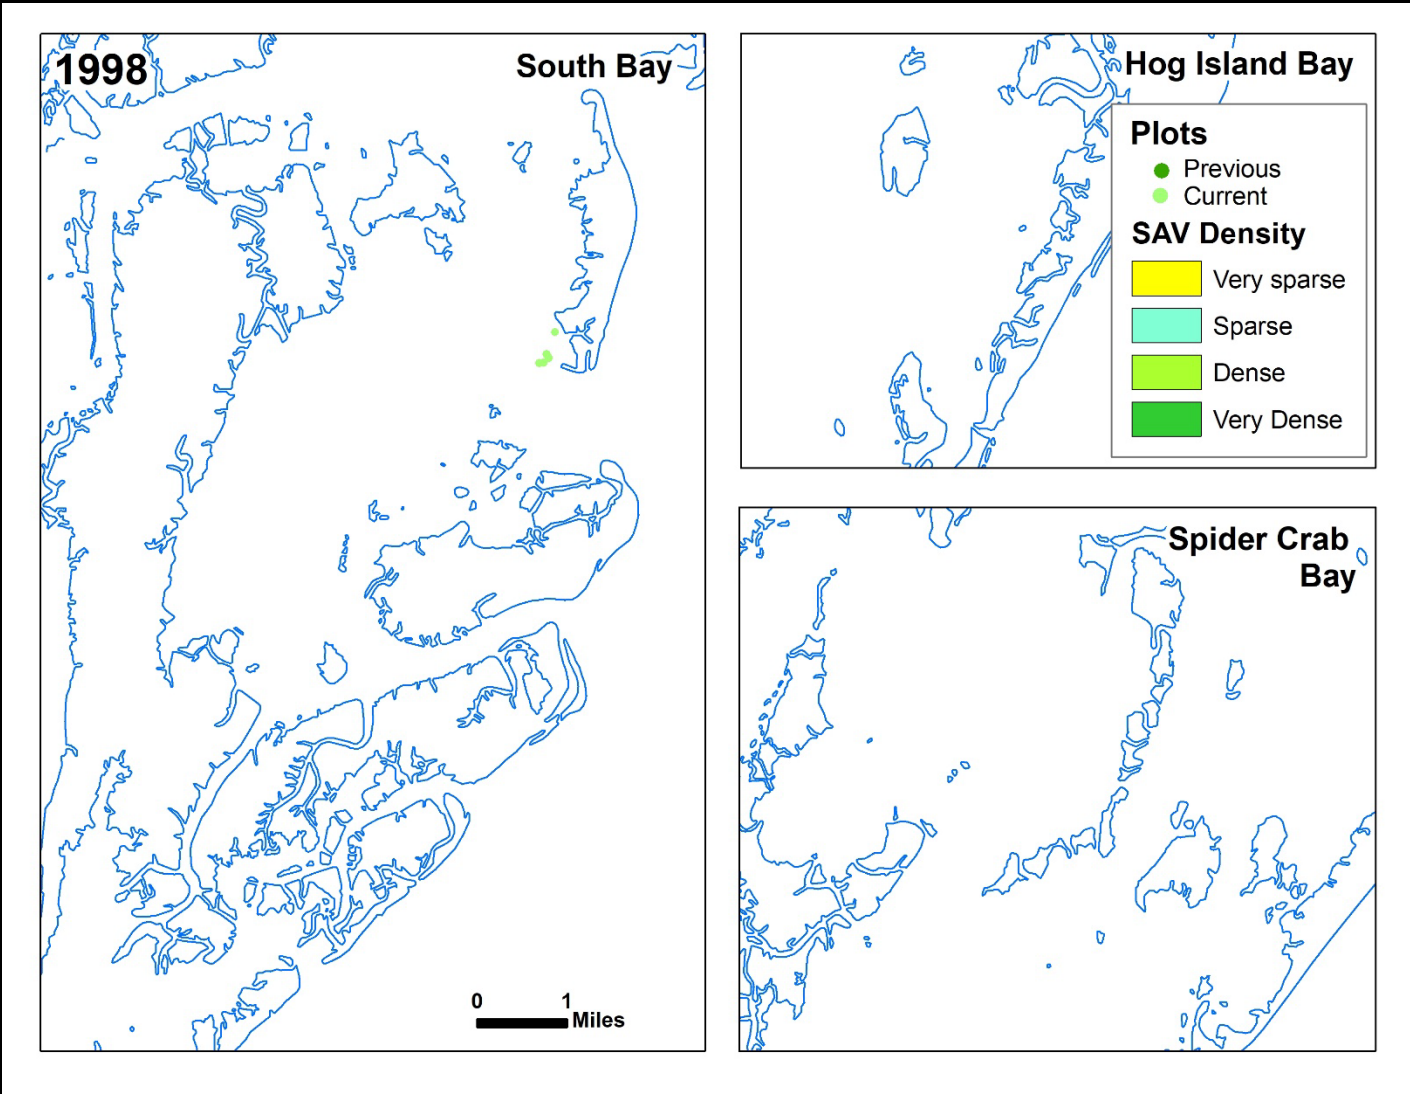 1998
South Bay
0 1
Miles
Hog Island Bay
Plots
Previous
Current
SAV Density
Very sparse
Sparse
Dense
Very Dense
Spider Crab
Bay